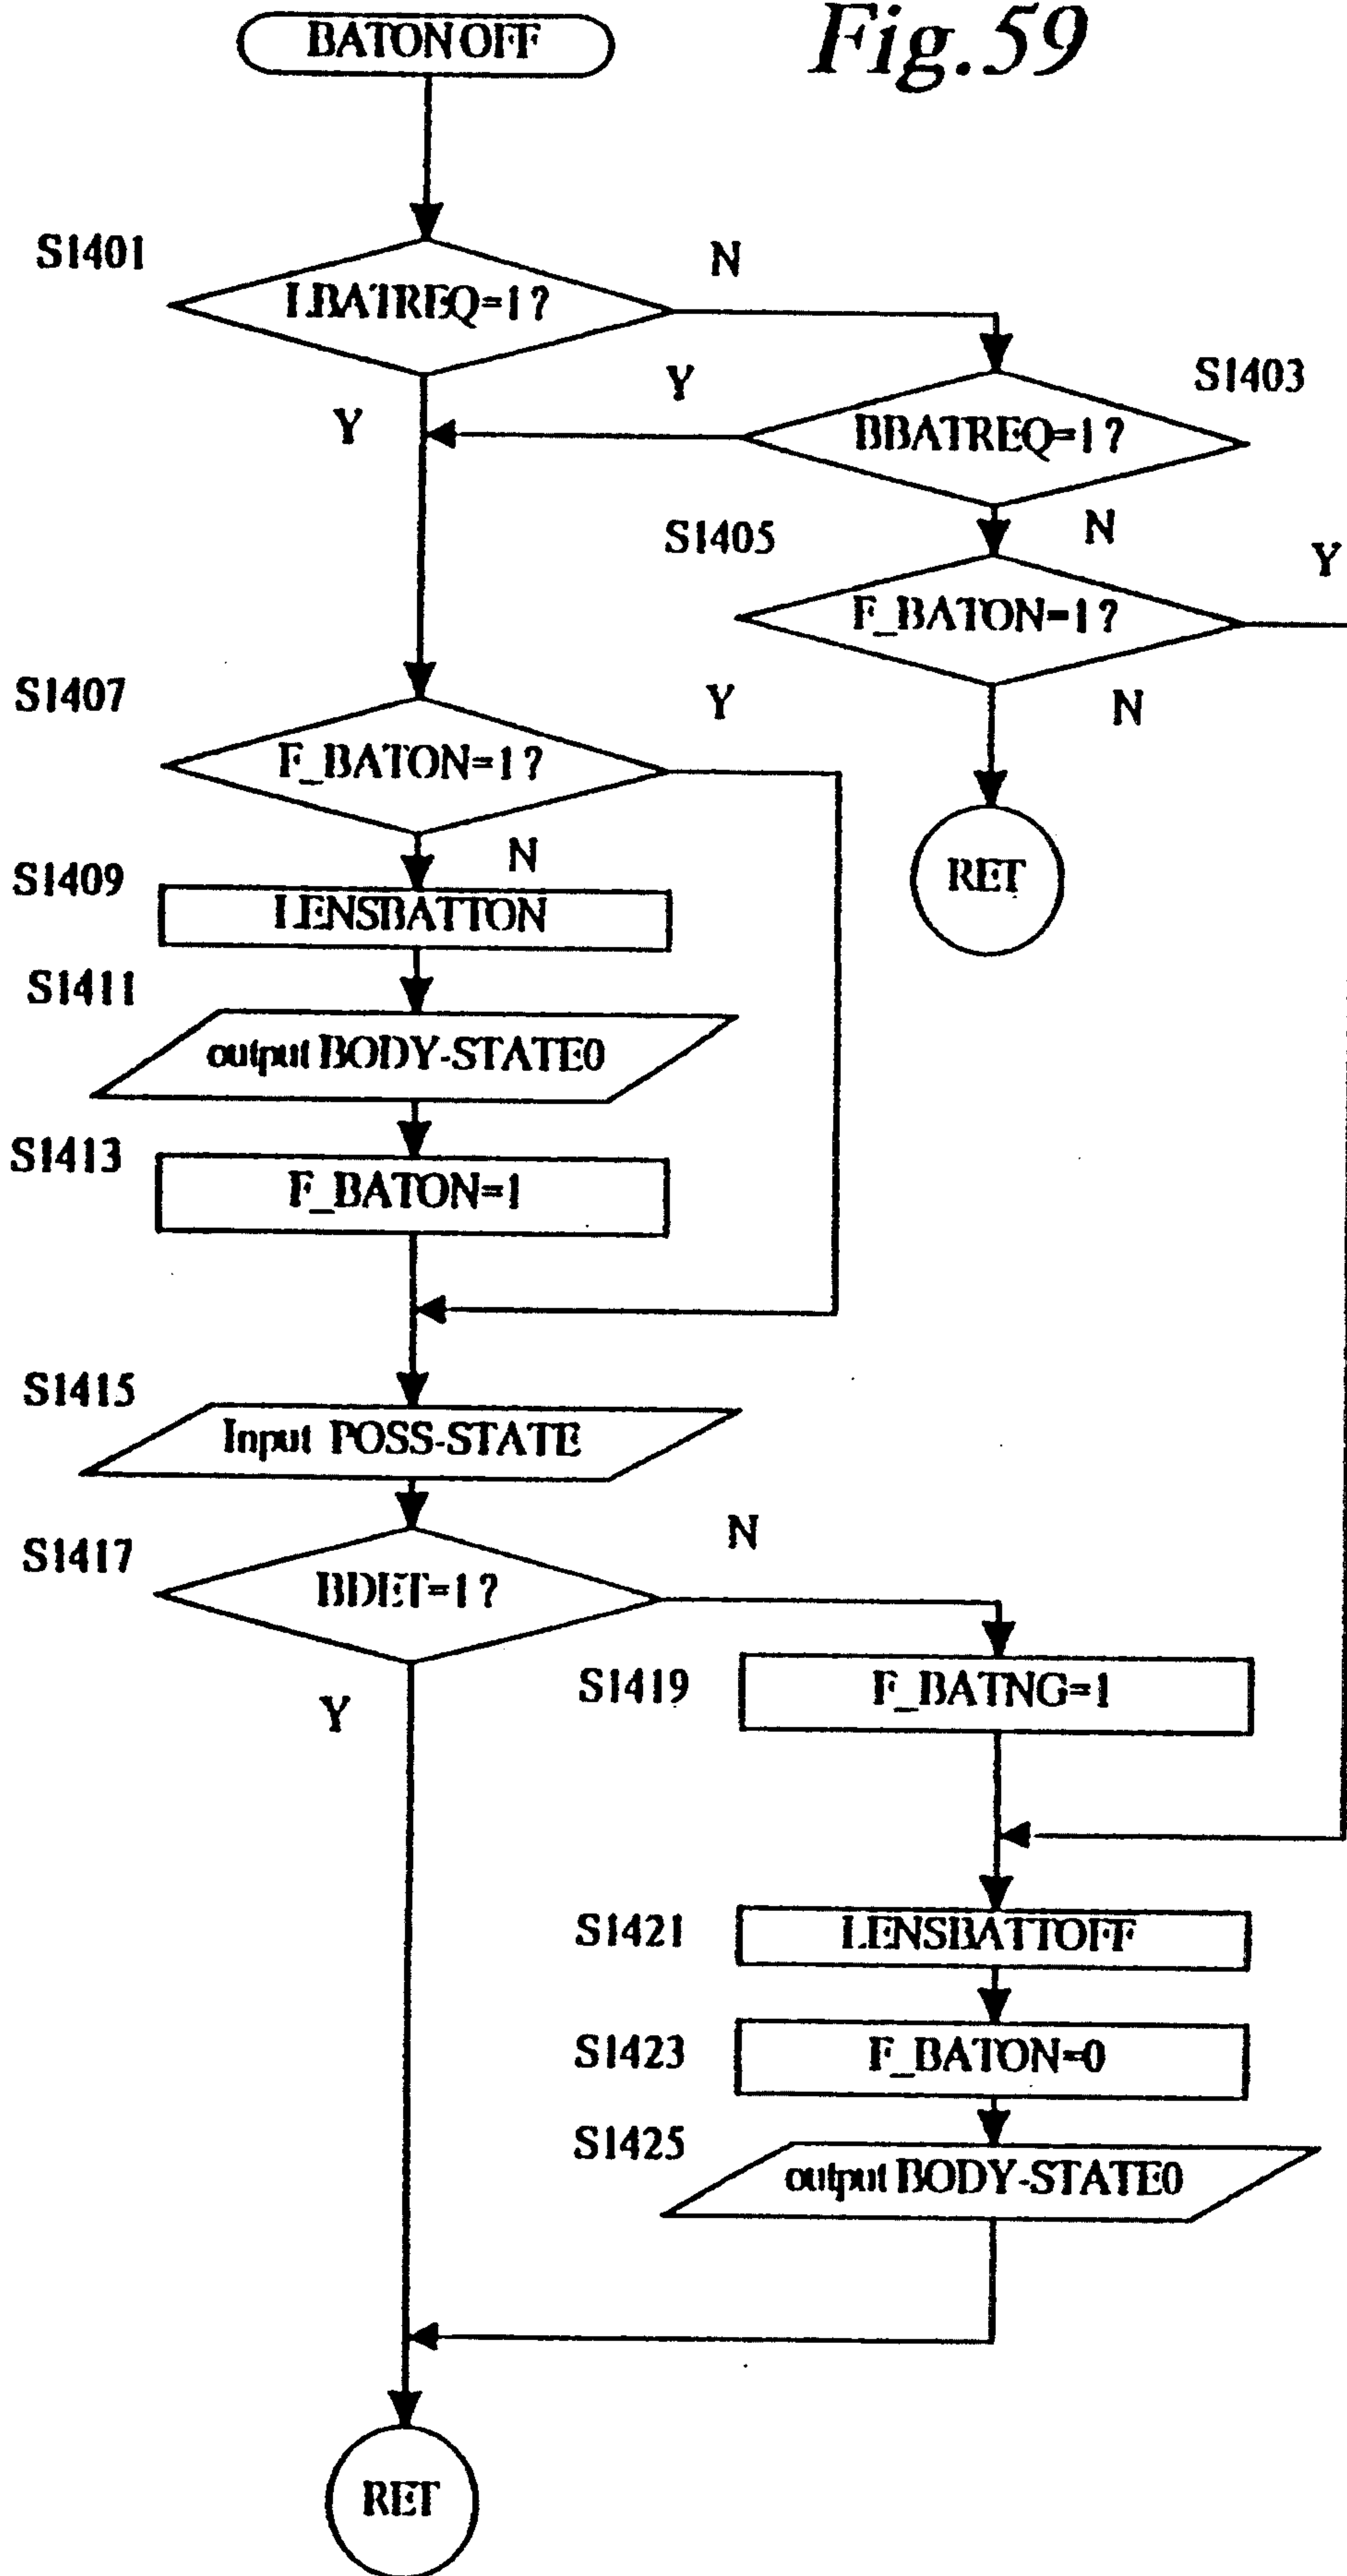 BATONOFF
Fig.59
S1401
LBATREQ=1?
N
Y
Y
S1403
BBATREQ=1?
N
S1405
F_BATON=1?
Y
N
RET
S1407
F_BATON=1?
Y
N
S1409
LENSBATTON
S1411
output BODY-STATE0
S1413
F_BATON=1
S1415
Input POSS-STATE
S1417
BDET=1?
N
Y
S1419
F_BATNG=1
S1421
LENSBATTOFF
S1423
F_BATON=0
S1425
output BODY-STATE0
RET